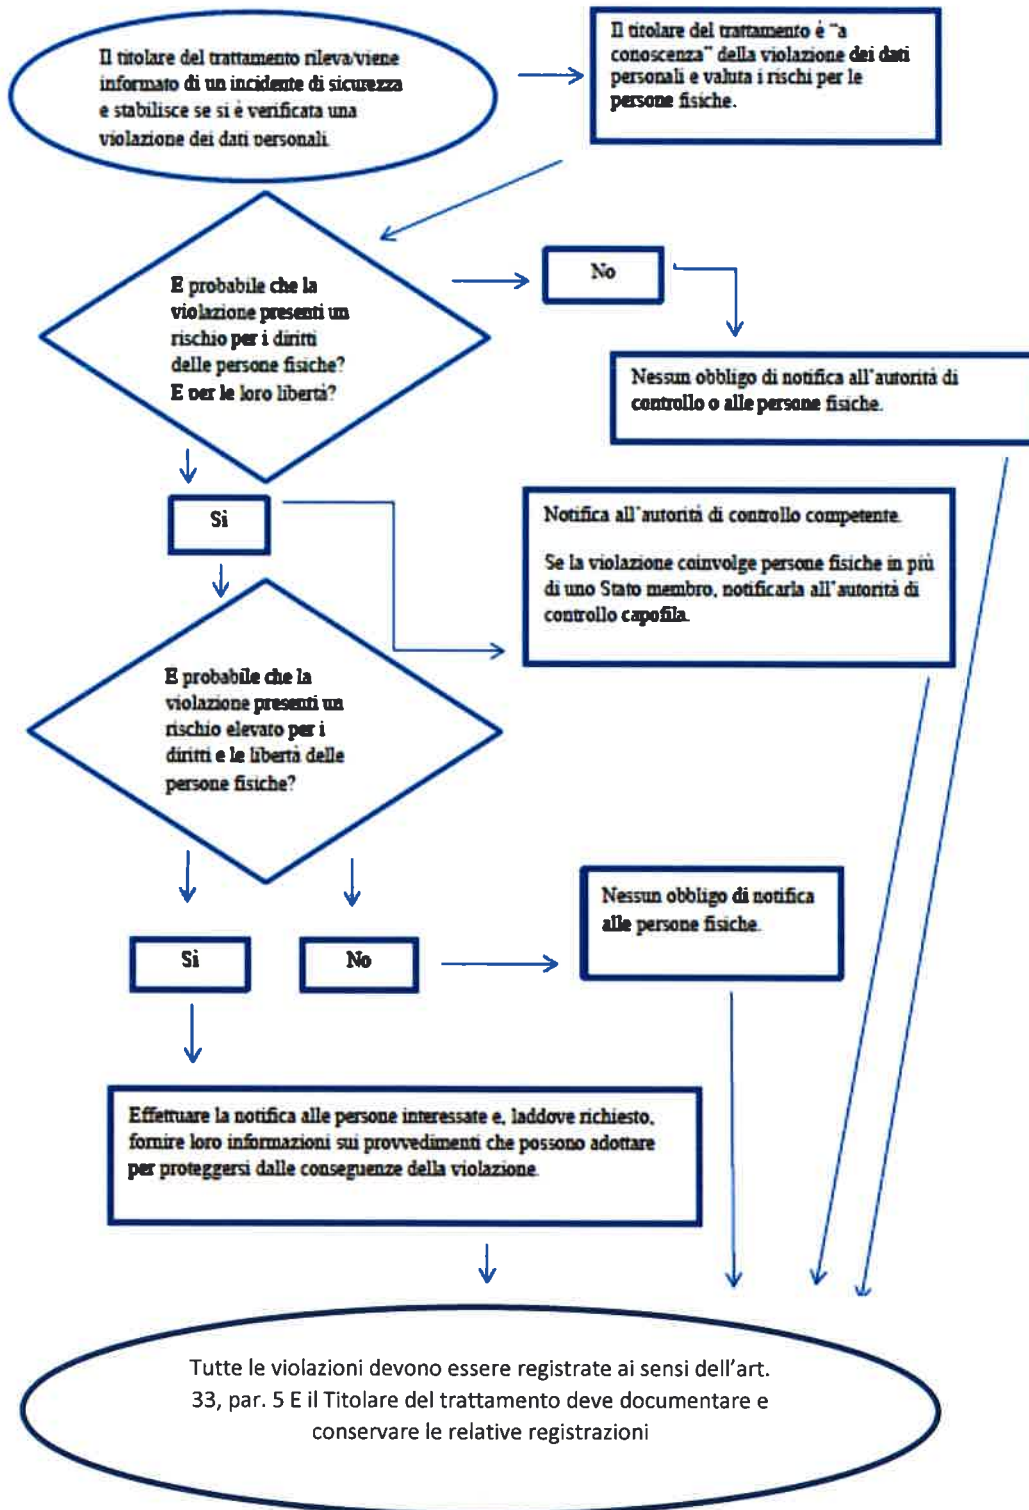 Il titolare del trattamento rileva/viene
informato di un incidente di sicurezza
e stabilisce se si è verificata una
violazione dei dati personali.
Il titolare del trattamento è "a
conoscenza" della violazione dei dati
personali e valuta i rischi per le
persone fisiche.
E probabile che la
violazione presenti un
rischio per i diritti
delle persone fisiche?
E per le loro libertà?
No
Nessun obbligo di notifica all'autorità di
controllo o alle persone fisiche.
Sì
Notifica all'autorità di controllo competente.
Se la violazione coinvolge persone fisiche in più
di uno Stato membro, notificarla all'autorità di
controllo capofila.
E probabile che la
violazione presenti un
rischio elevato per i
diritti e le libertà delle
persone fisiche?
Sì
No
Nessun obbligo di notifica
alle persone fisiche.
Effettuare la notifica alle persone interessate e, laddove richiesto,
fornire loro informazioni sui provvedimenti che possono adottare
per proteggersi dalle conseguenze della violazione.
Tutte le violazioni devono essere registrate ai sensi dell'art.
33, par. 5 E il Titolare del trattamento deve documentare e
conservare le relative registrazioni